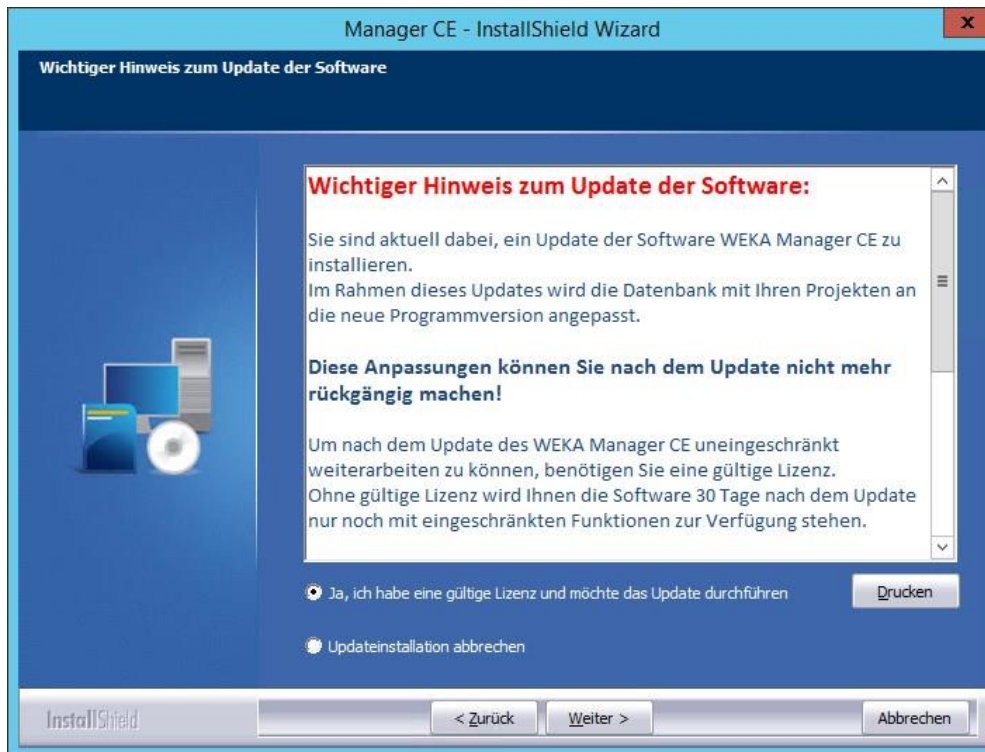 Manager CE - InstallShield Wizard
x
Wichtiger Hinweis zum Update der Software
Wichtiger Hinweis zum Update der Software:
Sie sind aktuell dabei, ein Update der Software WEKA Manager CE zu
installieren.
Im Rahmen dieses Updates wird die Datenbank mit Ihren Projekten an
die neue Programmversion angepasst.
Diese Anpassungen können Sie nach dem Update nicht mehr
rückgängig machen!
Um nach dem Update des WEKA Manager CE uneingeschränkt
weiterarbeiten zu können, benötigen Sie eine gültige Lizenz.
Ohne gültige Lizenz wird Ihnen die Software 30 Tage nach dem Update
nur noch mit eingeschränkten Funktionen zur Verfügung stehen.
Ja, ich habe eine gültige Lizenz und möchte das Update durchführen
Drucken
Updateinstallation abbrechen
InstallShield
< Zurück
Weiter >
Abbrechen